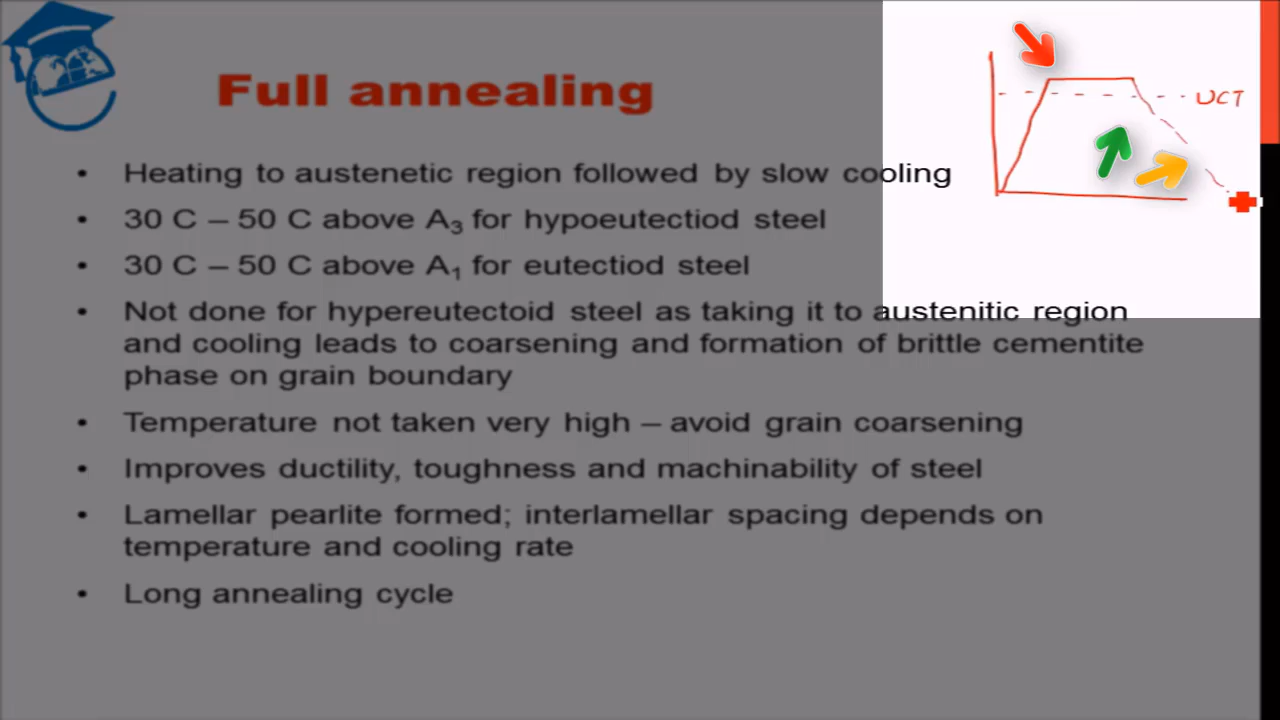 Full annealing
UCT
• Heating to austenetic region followed by slow cooling
• 30 C – 50 C above A₃ for hypoeutectiod steel
• 30 C – 50 C above A₁ for eutectiod steel
• Not done for hypereutectoid steel as taking it to austenitic region
and cooling leads to coarsening and formation of brittle cementite
phase on grain boundary
• Temperature not taken very high – avoid grain coarsening
• Improves ductility, toughness and machinability of steel
• Lamellar pearlite formed; interlamellar spacing depends on
temperature and cooling rate
• Long annealing cycle